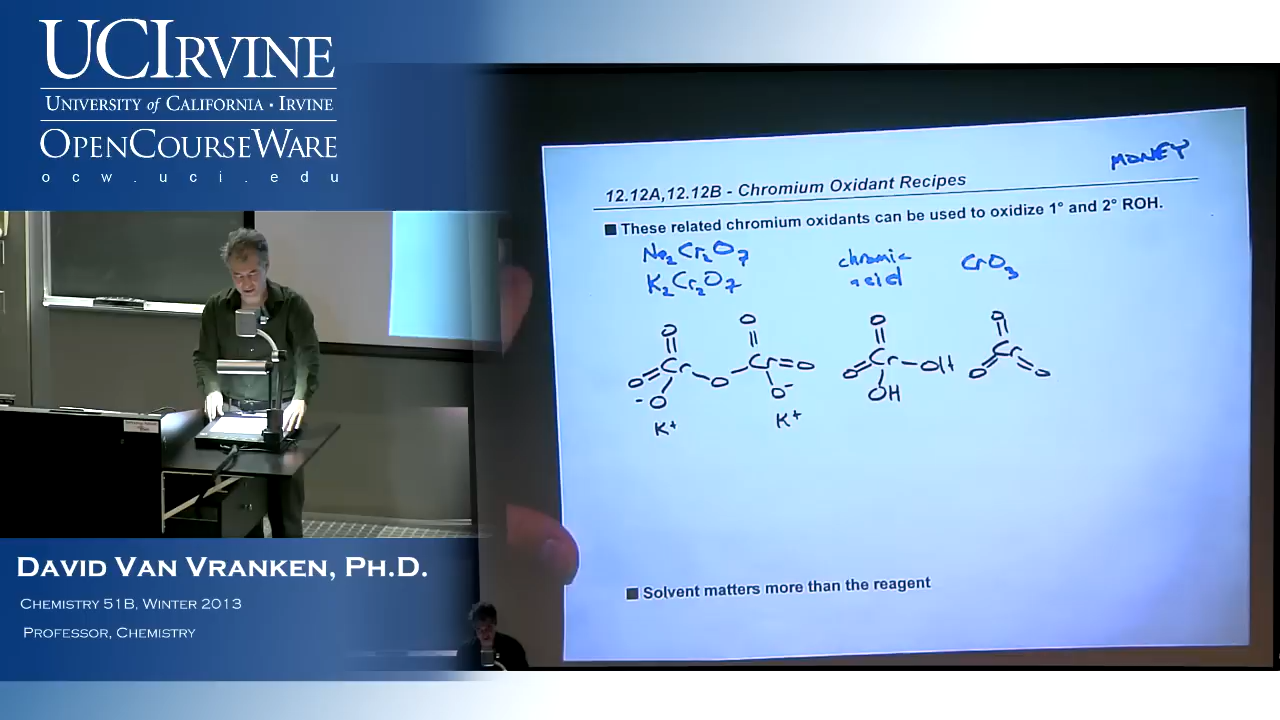 UCIRVINE
UNIVERSITY of CALIFORNIA · IRVINE
OPENCOURSEWARE
ocw.uci.edu
MONEY
12.12A,12.12B - Chromium Oxidant Recipes
■ These related chromium oxidants can be used to oxidize 1° and 2° ROH.
Na2Cr2O7
K2Cr2O7
chromic
acid
CrO3
O O O O
O=Cr-O-Cr=O O=Cr-OH O=Cr=O
-O O- OH
K+ K+
■ Solvent matters more than the reagent
DAVID VAN VRANKEN, PH.D.
CHEMISTRY 51B, WINTER 2013
PROFESSOR, CHEMISTRY